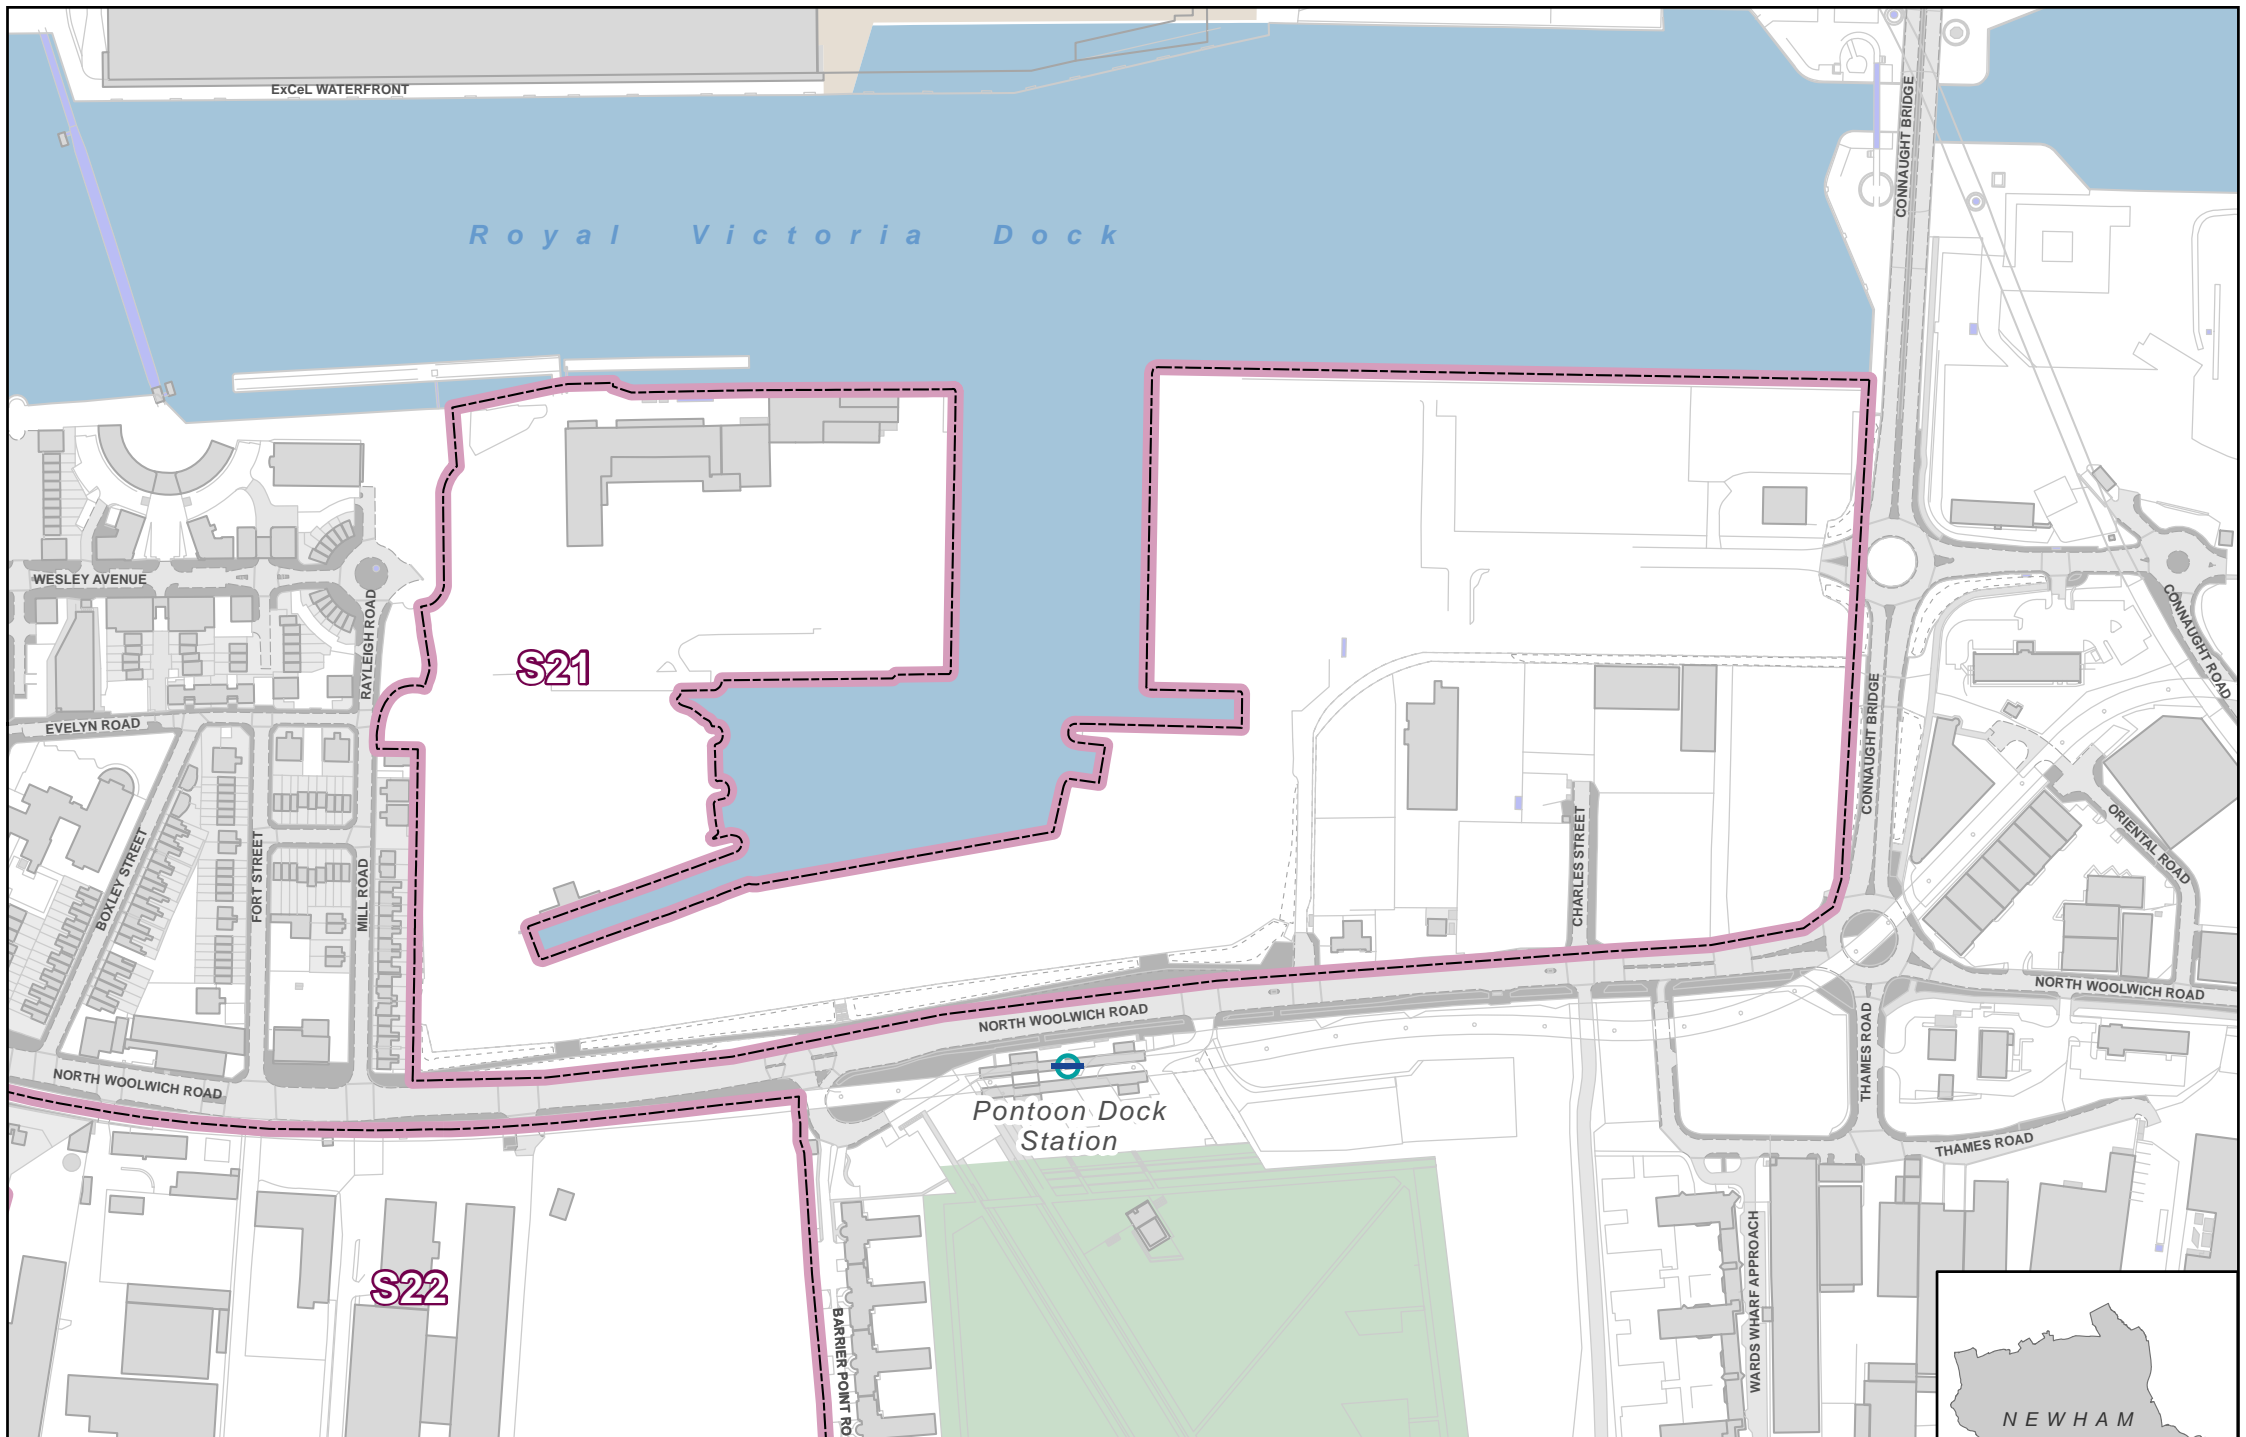 ExCeL WATERFRONT
CONNAUGHT BRIDGE
Royal Victoria Dock
WESLEY AVENUE
RAYLEIGH ROAD
S21
CONNAUGHT ROAD
EVELYN ROAD
CONNAUGHT BRIDGE
BOXLEY STREET
FORT STREET
MILL ROAD
CHARLES STREET
ORIENTAL ROAD
NORTH WOOLWICH ROAD
NORTH WOOLWICH ROAD
THAMES ROAD
NORTH WOOLWICH ROAD
Pontoon Dock
Station
THAMES ROAD
S22
BARRIER POINT RO
WARDS WHARF APPROACH
NEWHAM